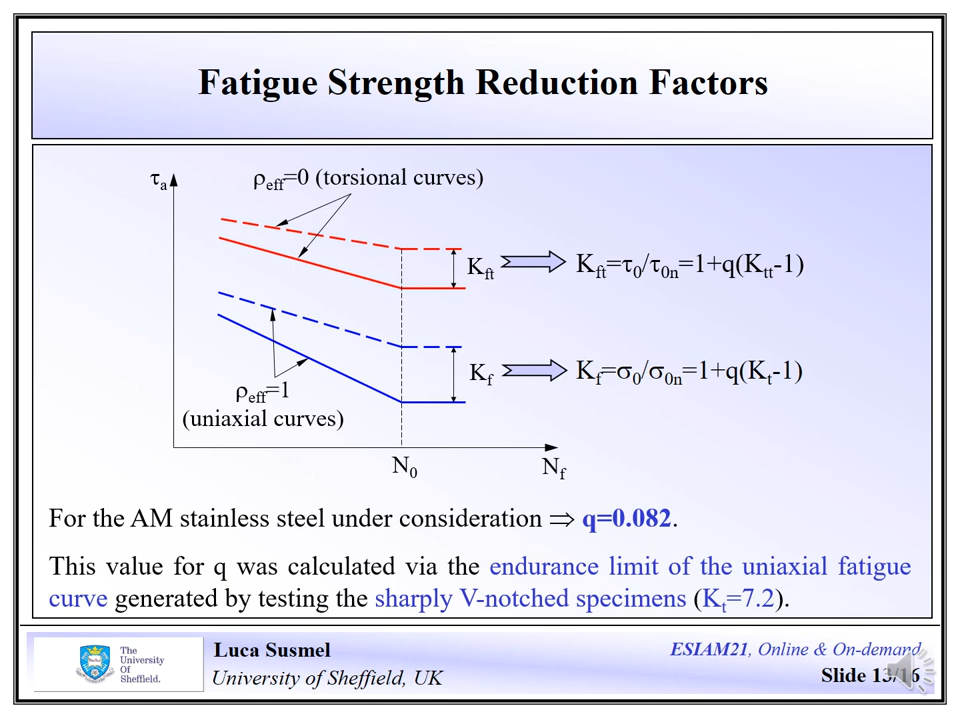 Fatigue Strength Reduction Factors
τa
ρeff=0 (torsional curves)
Kft
Kft=τ0/τ0n=1+q(Ktt-1)
Kf
Kf=σ0/σ0n=1+q(Kt-1)
ρeff=1
(uniaxial curves)
N0
Nf
For the AM stainless steel under consideration ⇒ q=0.082.
This value for q was calculated via the endurance limit of the uniaxial fatigue
curve generated by testing the sharply V-notched specimens (Kt=7.2).
The
University
Of
Sheffield.
Luca Susmel
University of Sheffield, UK
ESIAM21, Online & On-demand
Slide 13/16